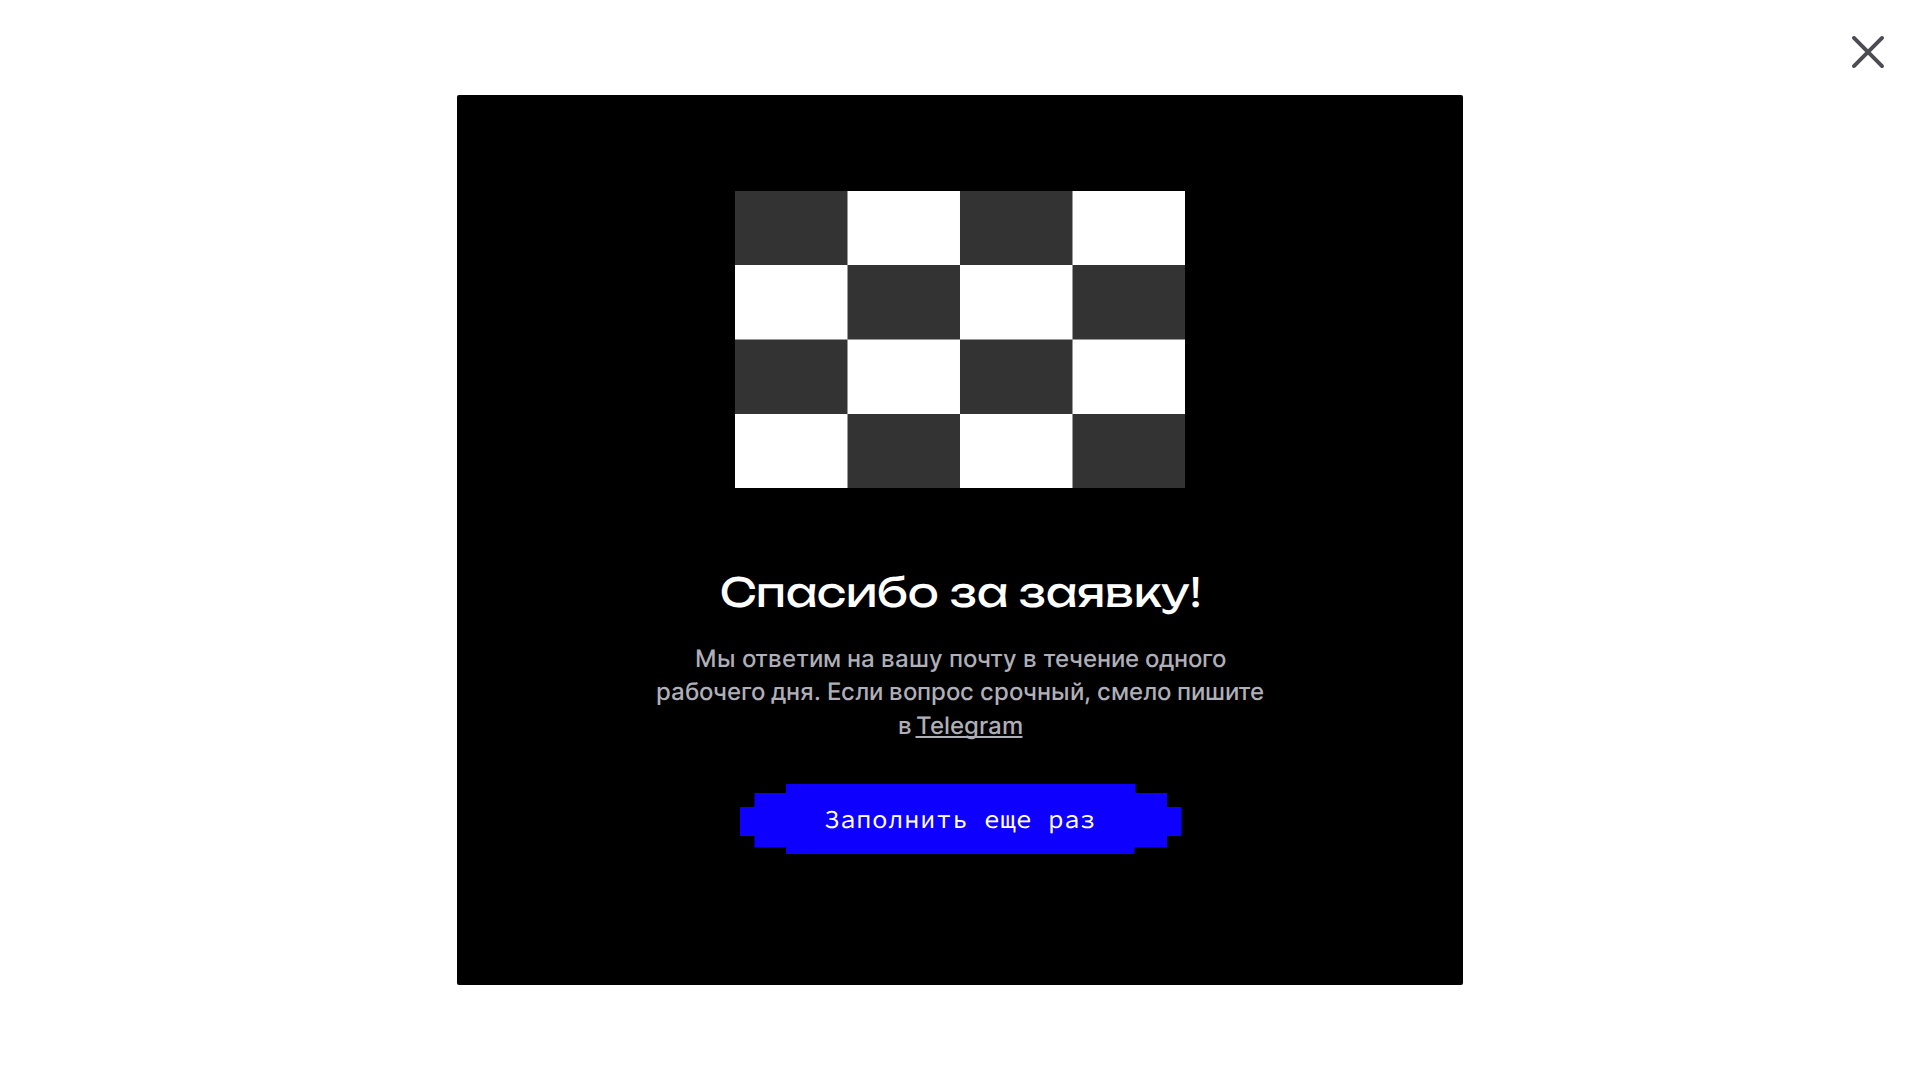 Спасибо за заявку!
Мы ответим на вашу почту в течение одного
рабочего дня. Если вопрос срочный, смело пишите
в Telegram
Заполнить еще раз